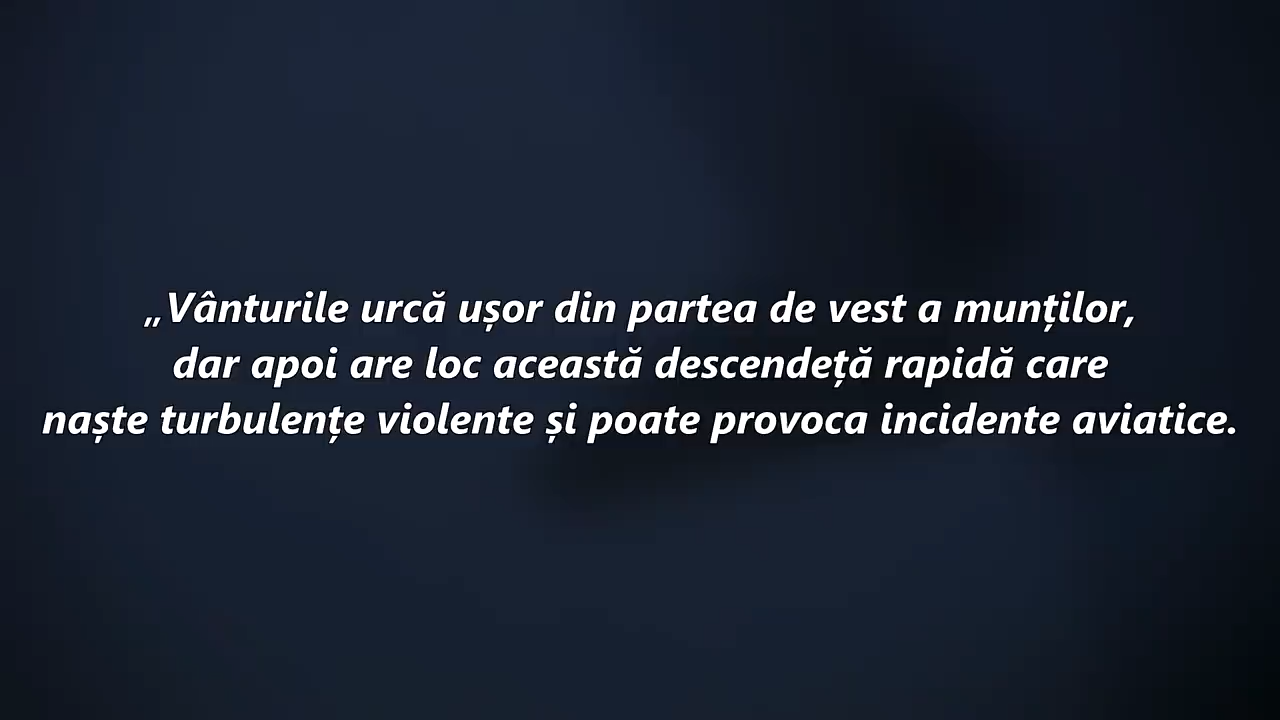 „Vânturile urcă ușor din partea de vest a munților,
dar apoi are loc această descendeță rapidă care
naște turbulențe violente și poate provoca incidente aviatice.